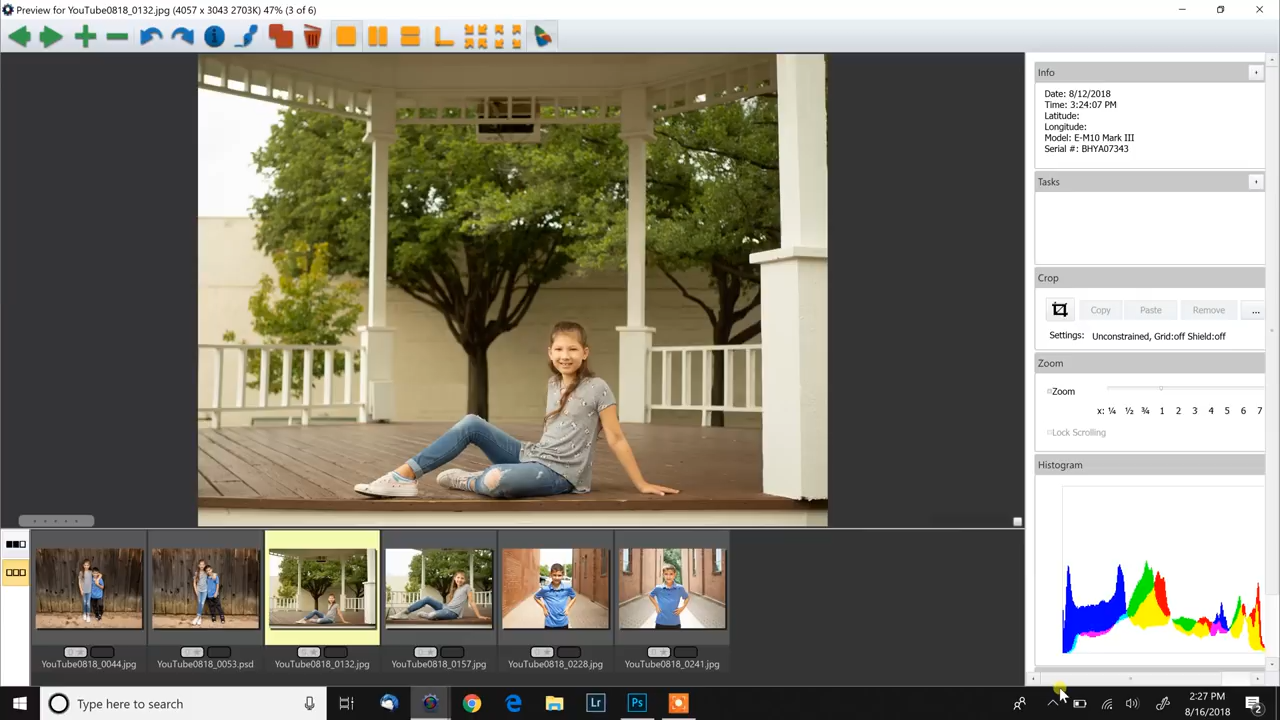 Preview for YouTube0818_0132.jpg (4057 x 3043 2703K) 47% (3 of 6)
Info
Date: 8/12/2018
Time: 3:24:07 PM
Latitude:
Longitude:
Model: E-M10 Mark III
Serial #: BHYA07343
Tasks
Crop
Copy Paste Remove ...
Settings: Unconstrained, Grid:off Shield:off
Zoom
Zoom
x: ¼ ½ ¾ 1 2 3 4 5 6 7
Lock Scrolling
Histogram
YouTube0818_0044.jpg YouTube0818_0053.psd YouTube0818_0132.jpg YouTube0818_0157.jpg YouTube0818_0228.jpg YouTube0818_0241.jpg
Type here to search
Lr Ps
2:27 PM
8/16/2018
2